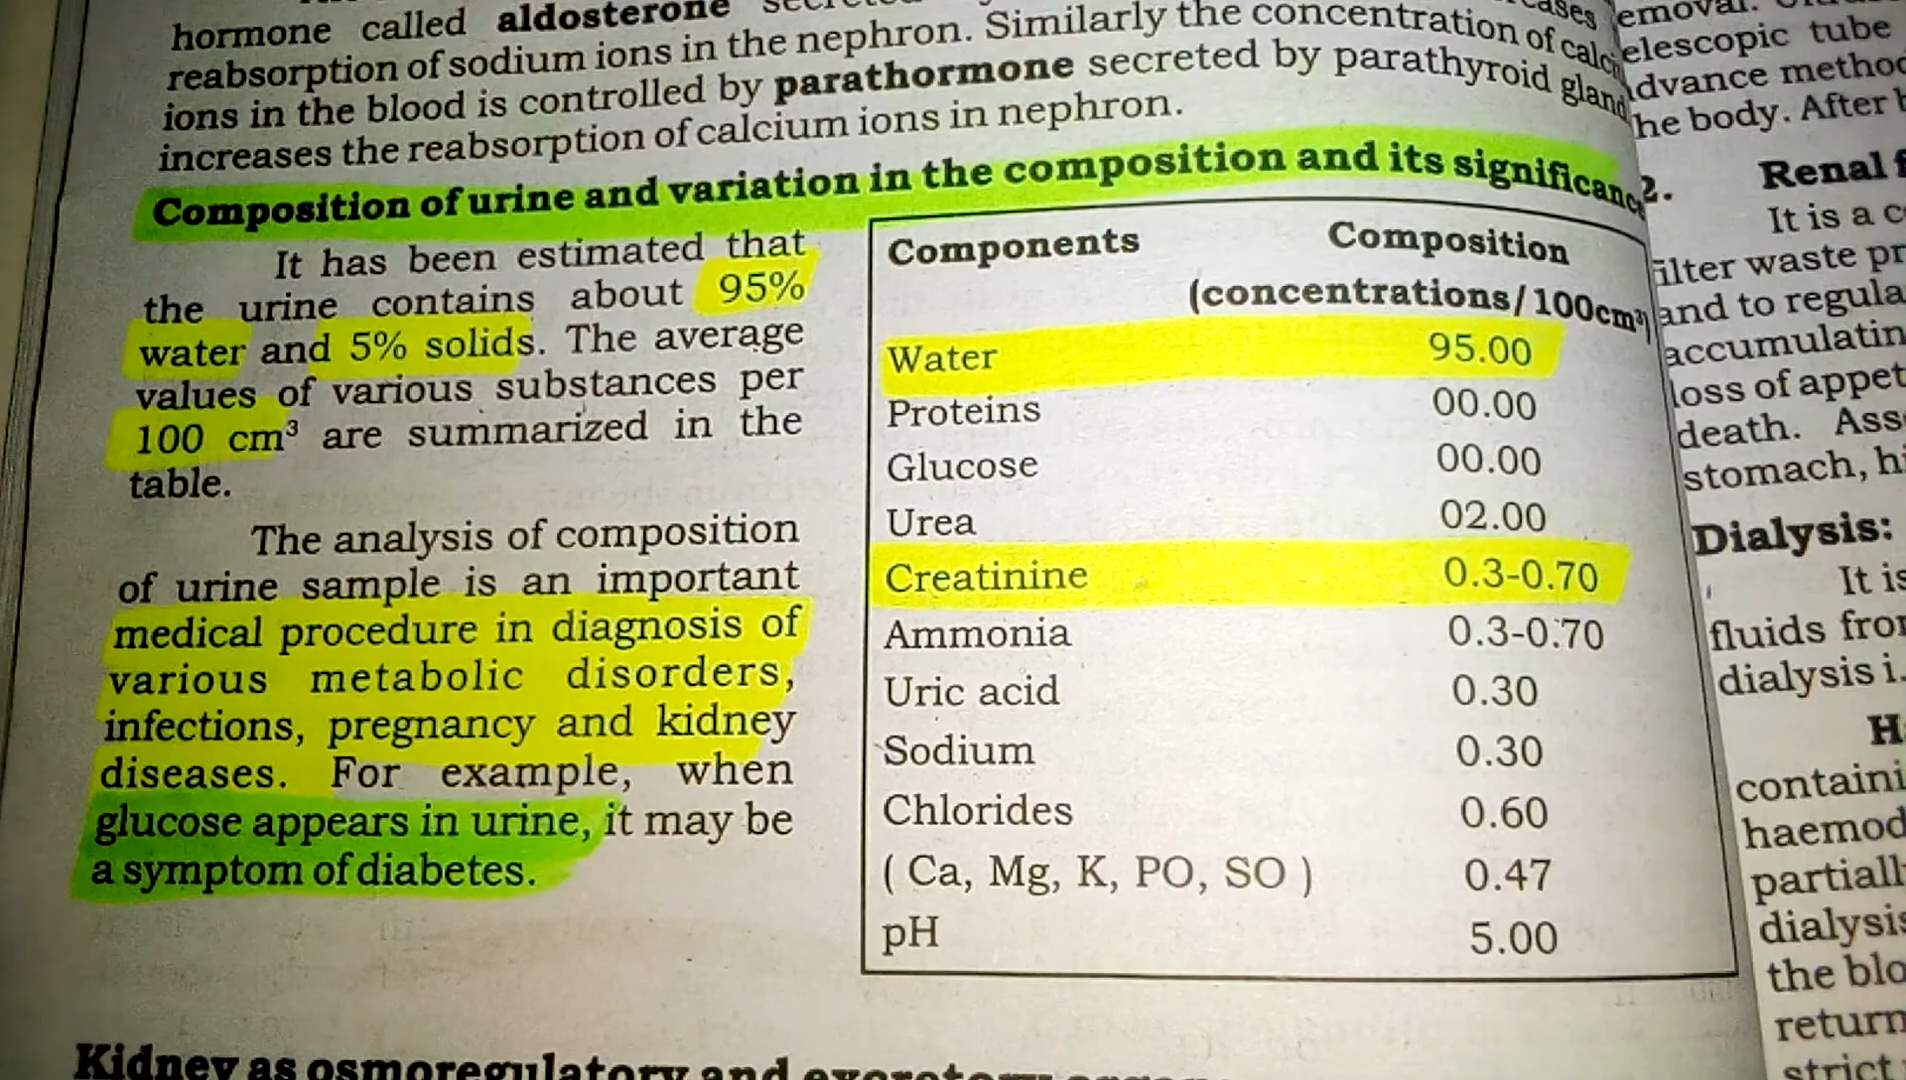 hormone called aldosterone
reabsorption of sodium ions in the nephron. Similarly the concentration of
ions in the blood is controlled by parathormone secreted by parathyroid gland
increases the reabsorption of calcium ions in nephron.
Composition of urine and variation in the composition and its significance
It has been estimated that
the urine contains about 95%
water and 5% solids. The average
values of various substances per
100 cm³ are summarized in the
table.
The analysis of composition
of urine sample is an important
medical procedure in diagnosis of
various metabolic disorders,
infections, pregnancy and kidney
diseases. For example, when
glucose appears in urine, it may be
a symptom of diabetes.
Components Composition
(concentrations/100cm³)
Water 95.00
Proteins 00.00
Glucose 00.00
Urea 02.00
Creatinine 0.3-0.70
Ammonia 0.3-0.70
Uric acid 0.30
Sodium 0.30
Chlorides 0.60
( Ca, Mg, K, PO, SO ) 0.47
pH 5.00
Kidney as osmoregulatory and
elescopic tube
dvance method
he body. After
2. Renal
It is a
ilter waste
and to
accumulatin
loss of
death.
stomach,
Dialysis:
It is
fluids
dialysis i.
containi
haemod
partiall
dialysis
the
return
strict